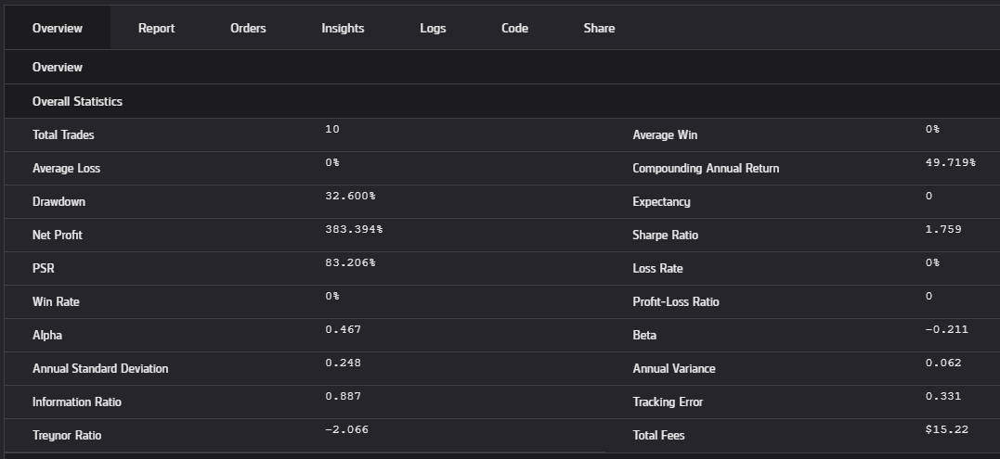 Overview Report Orders Insights Logs Code Share
Overview
Overall Statistics
Total Trades 10 Average Win 0%
Average Loss 0% Compounding Annual Return 49.719%
Drawdown 32.600% Expectancy 0
Net Profit 383.394% Sharpe Ratio 1.759
PSR 83.206% Loss Rate 0%
Win Rate 0% Profit-Loss Ratio 0
Alpha 0.467 Beta -0.211
Annual Standard Deviation 0.248 Annual Variance 0.062
Information Ratio 0.887 Tracking Error 0.331
Treynor Ratio -2.066 Total Fees $15.22